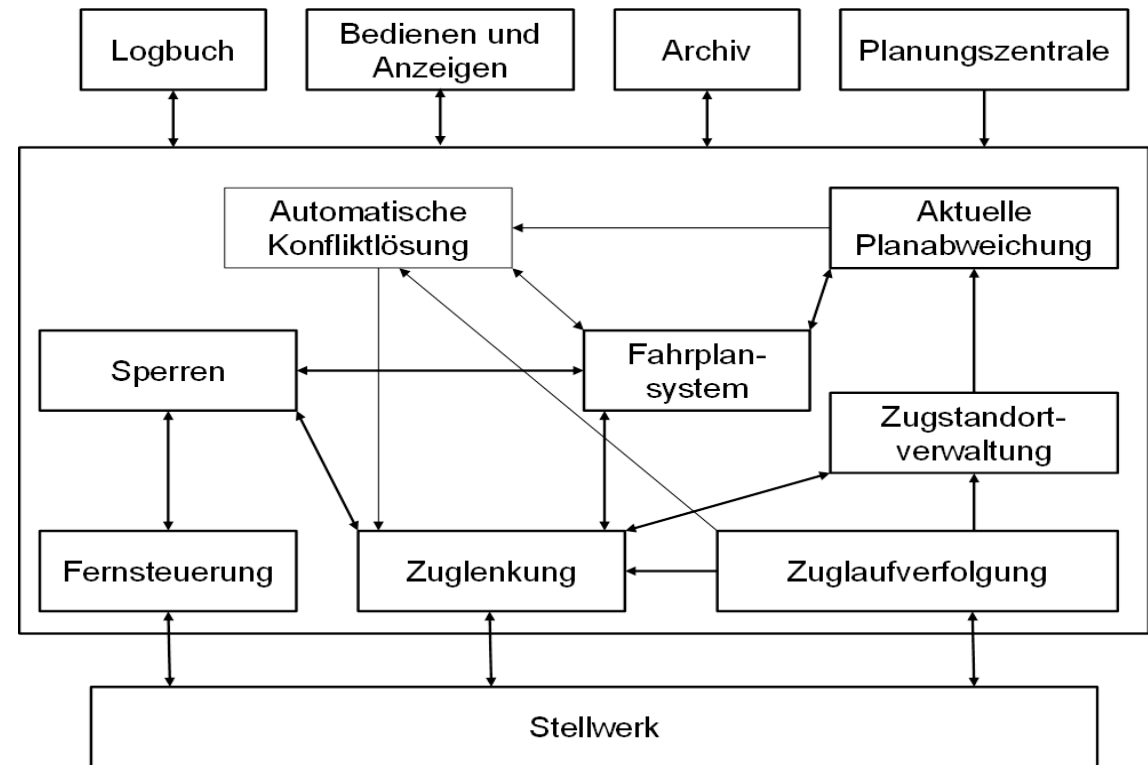 Logbuch
Bedienen und
Anzeigen
Archiv
Planungszentrale
Automatische
Konfliktlösung
Aktuelle
Planabweichung
Sperren
Fahrplan-
system
Zugstandort-
verwaltung
Fernsteuerung
Zuglenkung
Zuglaufverfolgung
Stellwerk